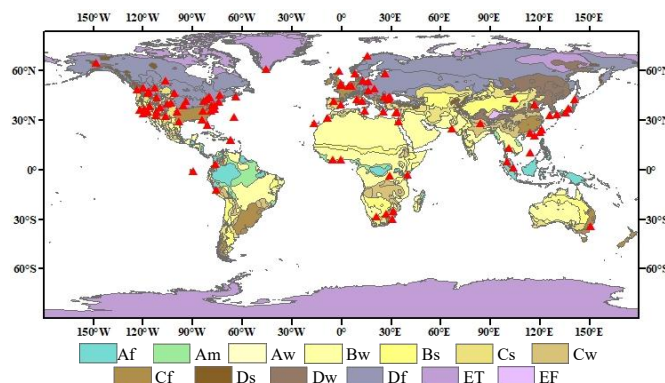 150°W 120°W 90°W 60°W 30°W 0° 30°E 60°E 90°E 120°E 150°E
60°N 60°N
30°N 30°N
0° 0°
30°S 30°S
60°S 60°S
150°W 120°W 90°W 60°W 30°W 0° 30°E 60°E 90°E 120°E 150°E
Af Am Aw Bw Bs Cs Cw
Cf Ds Dw Df ET EF